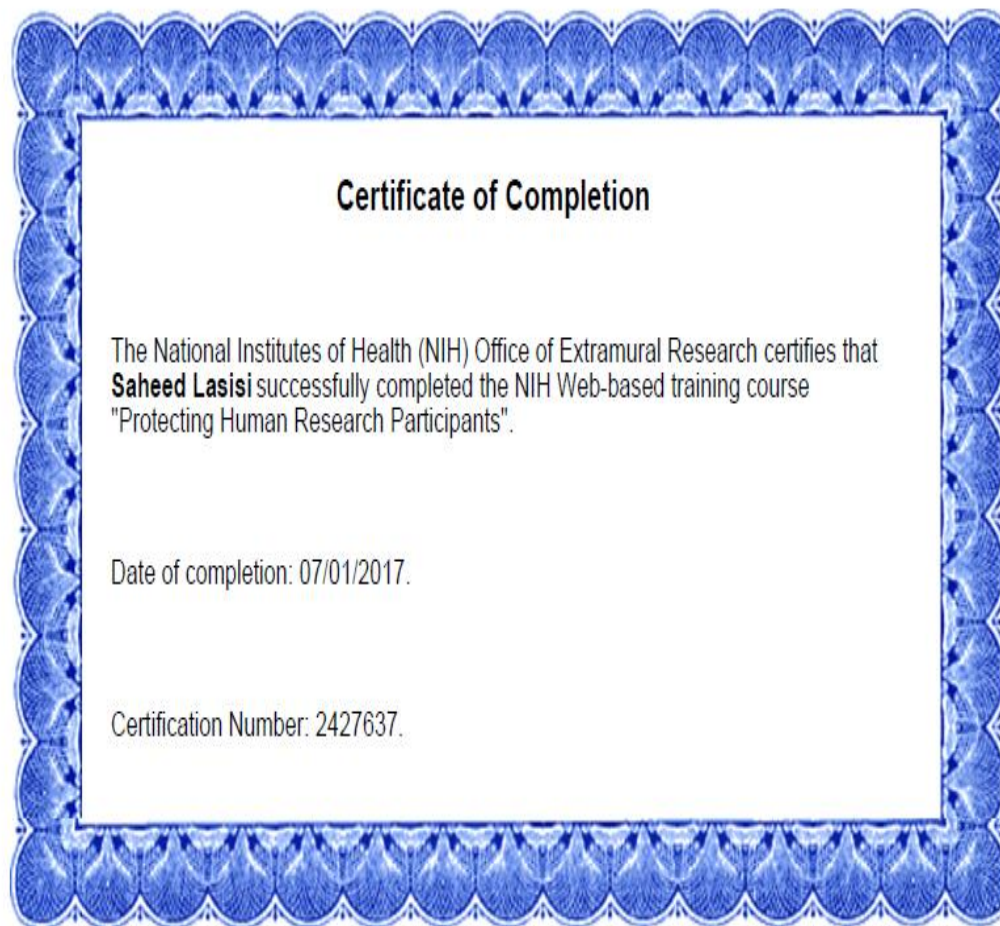 Certificate of Completion
The National Institutes of Health (NIH) Office of Extramural Research certifies that
Saheed Lasisi successfully completed the NIH Web-based training course
"Protecting Human Research Participants".
Date of completion: 07/01/2017.
Certification Number: 2427637.